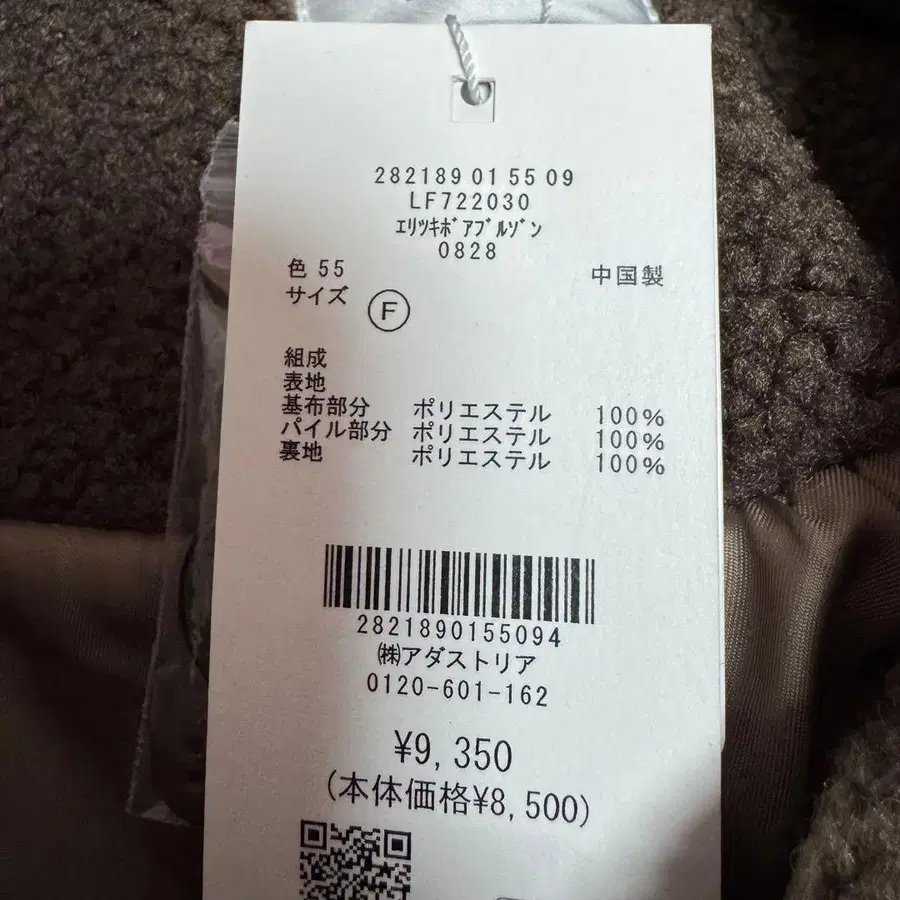 282189 01 55 09
LF722030
ｴﾘﾂｷﾎﾞｱﾌﾞﾙｿﾞﾝ
0828
色 55
中国製
サイズ Ⓕ
組成
表地
基布部分 ポリエステル 100%
パイル部分 ポリエステル 100%
裏地 ポリエステル 100%
2821890155094
㈱アダストリア
0120-601-162
¥9,350
(本体価格¥8,500)